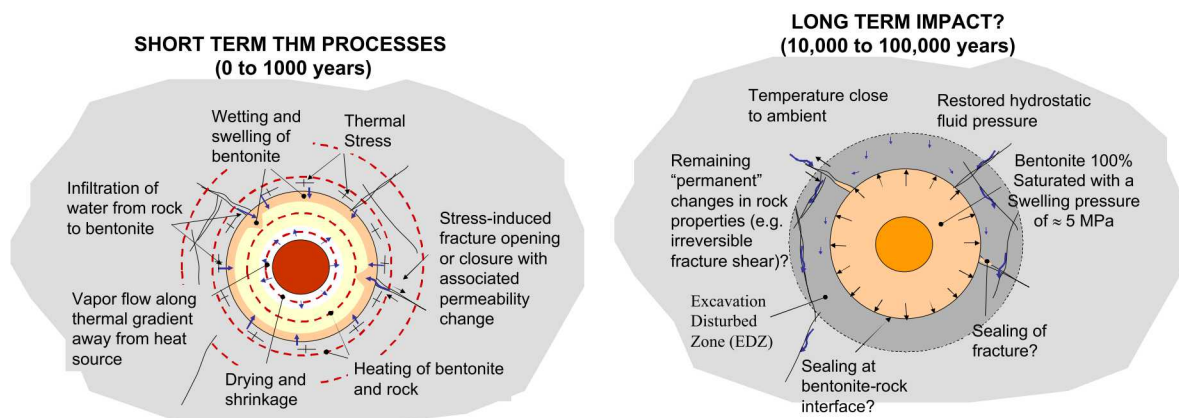 SHORT TERM THM PROCESSES
(0 to 1000 years)
Wetting and
swelling of
bentonite
Thermal
Stress
Infiltration of
water from rock
to bentonite
Stress-induced
fracture opening
or closure with
associated
permeability
change
Vapor flow along
thermal gradient
away from heat
source
Drying and
shrinkage
Heating of bentonite
and rock
LONG TERM IMPACT?
(10,000 to 100,000 years)
Temperature close
to ambient
Restored hydrostatic
fluid pressure
Remaining
“permanent”
changes in rock
properties (e.g.
irreversible
fracture shear)?
Bentonite 100%
Saturated with a
Swelling pressure
of ≈ 5 MPa
Excavation
Disturbed
Zone (EDZ)
Sealing of
fracture?
Sealing at
bentonite-rock
interface?